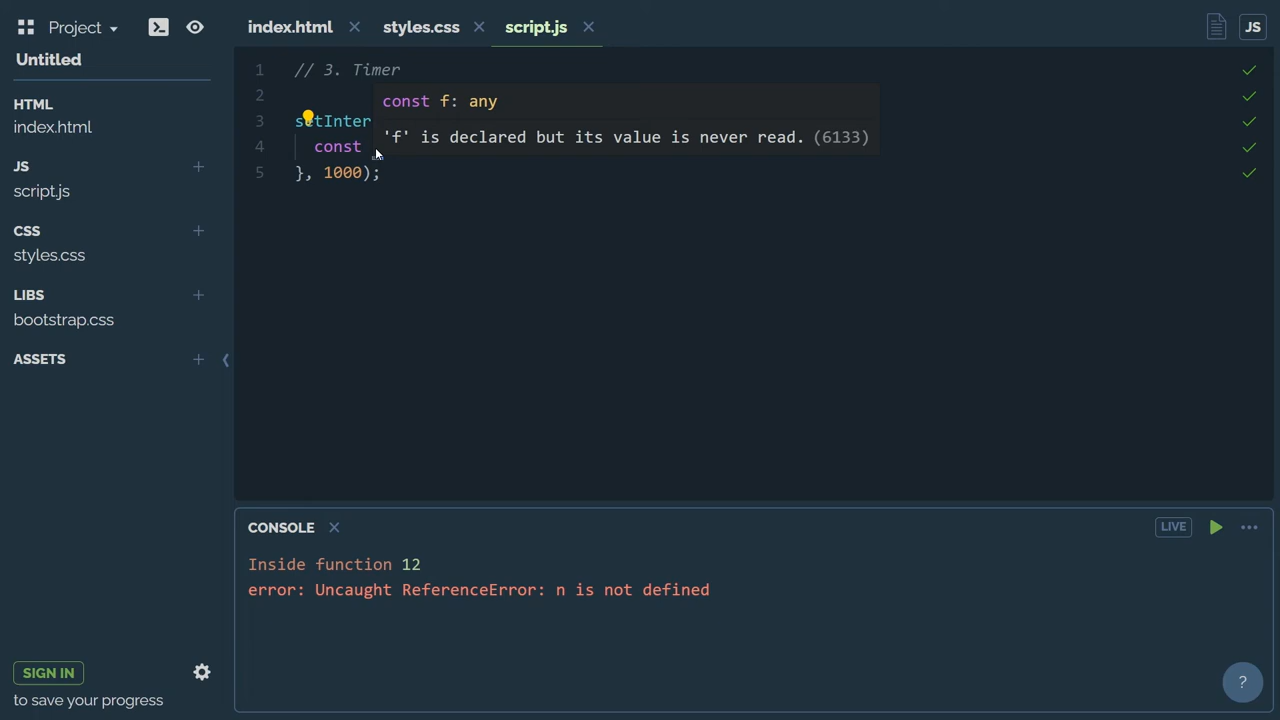 Project
index.html
styles.css
script.js
JS
Untitled
HTML
index.html
JS
script.js
CSS
styles.css
LIBS
bootstrap.css
ASSETS
SIGN IN
to save your progress
1 // 3. Timer
2
const f: any
3 setInter
'f' is declared but its value is never read. (6133)
4 const
5 }, 1000);
CONSOLE
LIVE
Inside function 12
error: Uncaught ReferenceError: n is not defined
?